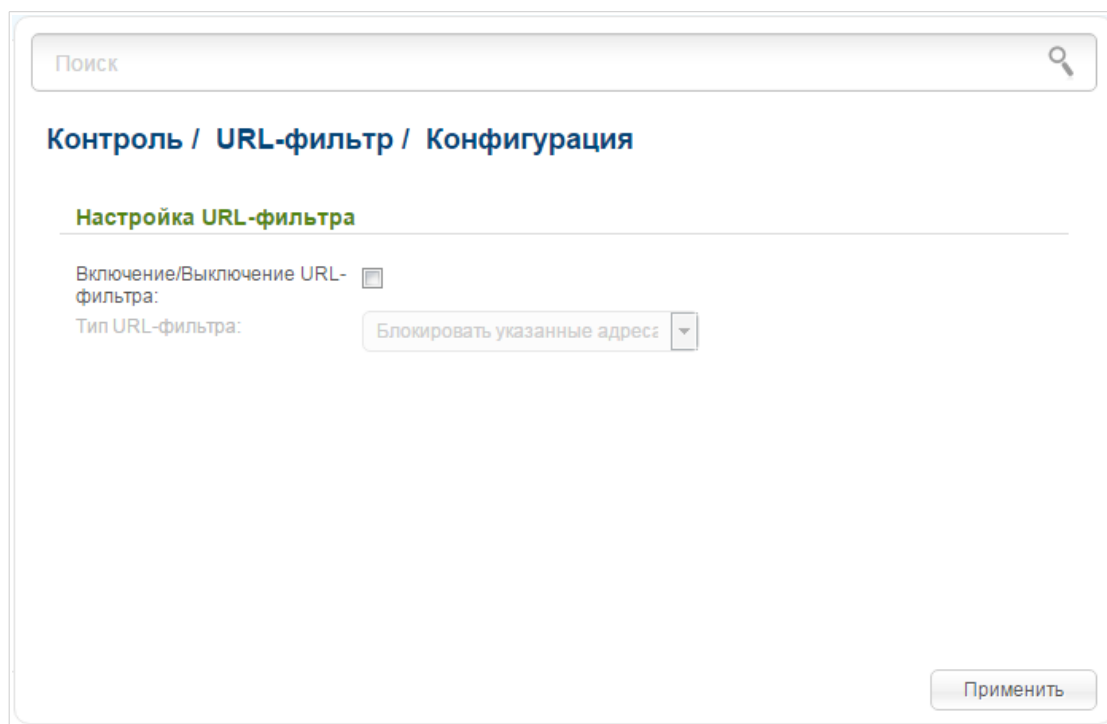 Поиск
Контроль / URL-фильтр / Конфигурация
Настройка URL-фильтра
Включение/Выключение URL-
фильтра:
Тип URL-фильтра:
Блокировать указанные адреса
Применить